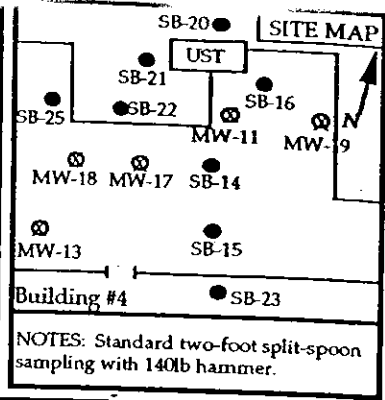 SB-20
SITE MAP
UST
SB-21
SB-16
SB-25
SB-22
MW-11
N
MW-19
MW-18
MW-17
SB-14
MW-13
SB-15
Building #4
SB-23
NOTES: Standard two-foot split-spoon
sampling with 140lb hammer.